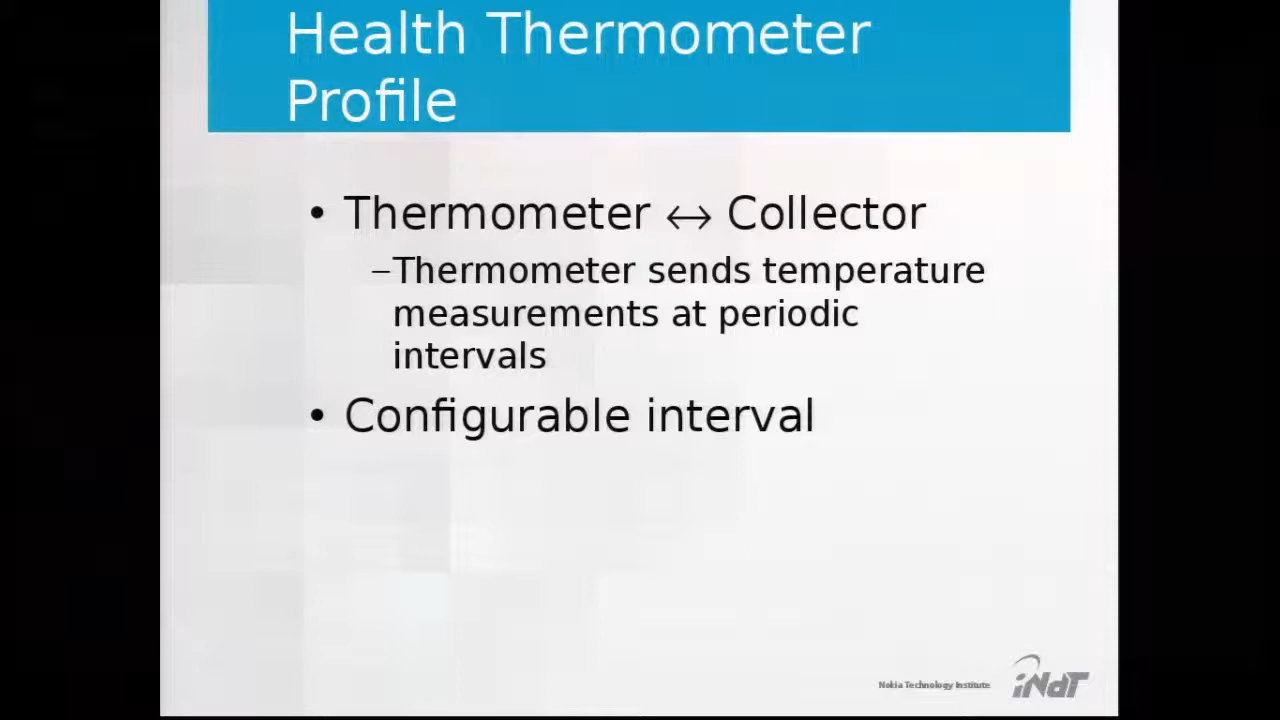 Health Thermometer
Profile
• Thermometer ↔ Collector
–Thermometer sends temperature
measurements at periodic
intervals
• Configurable interval
Nokia Technology Institute
iNdT